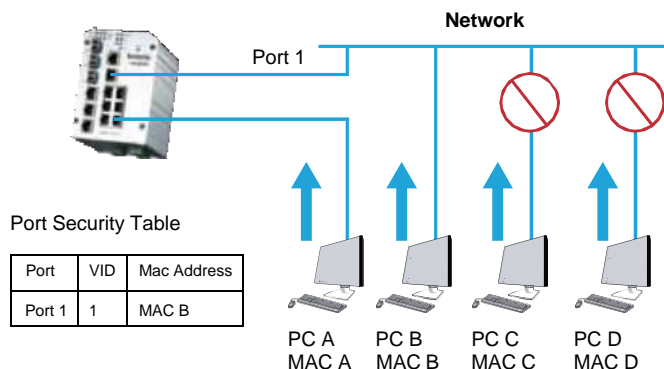 Network
Port 1
Port Security Table
Port VID Mac Address
Port 1 1 MAC B
PC A PC B PC C PC D
MAC A MAC B MAC C MAC D